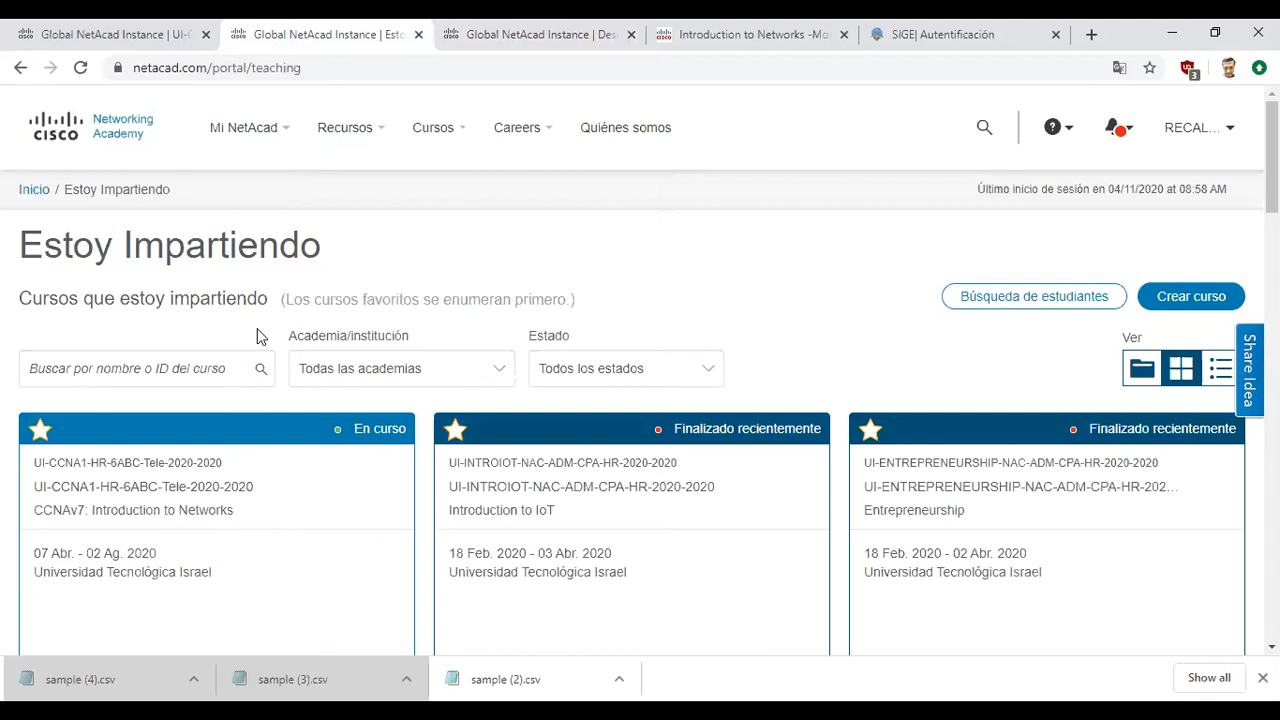 Global NetAcad Instance | UI-C
Global NetAcad Instance | Esto
Global NetAcad Instance | Des
Introduction to Networks -Mo
SIGE| Autentificación
netacad.com/portal/teaching
3
cisco
Networking
Academy
Mi NetAcad
Recursos
Cursos
Careers
Quiénes somos
RECAL...
Inicio / Estoy Impartiendo
Último inicio de sesión en 04/11/2020 at 08:58 AM
Estoy Impartiendo
Cursos que estoy impartiendo (Los cursos favoritos se enumeran primero.)
Búsqueda de estudiantes
Crear curso
Academia/institución
Estado
Ver
Buscar por nombre o ID del curso
Todas las academias
Todos los estados
Share Idea
En curso
UI-CCNA1-HR-6ABC-Tele-2020-2020
UI-CCNA1-HR-6ABC-Tele-2020-2020
CCNAv7: Introduction to Networks
07 Abr. - 02 Ag. 2020
Universidad Tecnológica Israel
Finalizado recientemente
UI-INTROIOT-NAC-ADM-CPA-HR-2020-2020
UI-INTROIOT-NAC-ADM-CPA-HR-2020-2020
Introduction to IoT
18 Feb. 2020 - 03 Abr. 2020
Universidad Tecnológica Israel
Finalizado recientemente
UI-ENTREPRENEURSHIP-NAC-ADM-CPA-HR-2020-2020
UI-ENTREPRENEURSHIP-NAC-ADM-CPA-HR-202...
Entrepreneurship
18 Feb. 2020 - 02 Abr. 2020
Universidad Tecnológica Israel
sample (4).csv
sample (3).csv
sample (2).csv
Show all